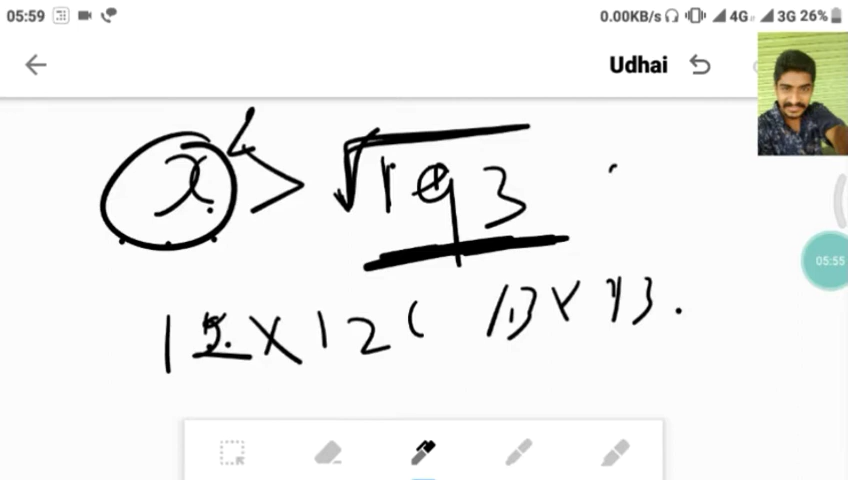 05:59 0.00KB/s 4G 3G 26%
Udhai
x > √193
05:55
12 × 12 13 × 13.